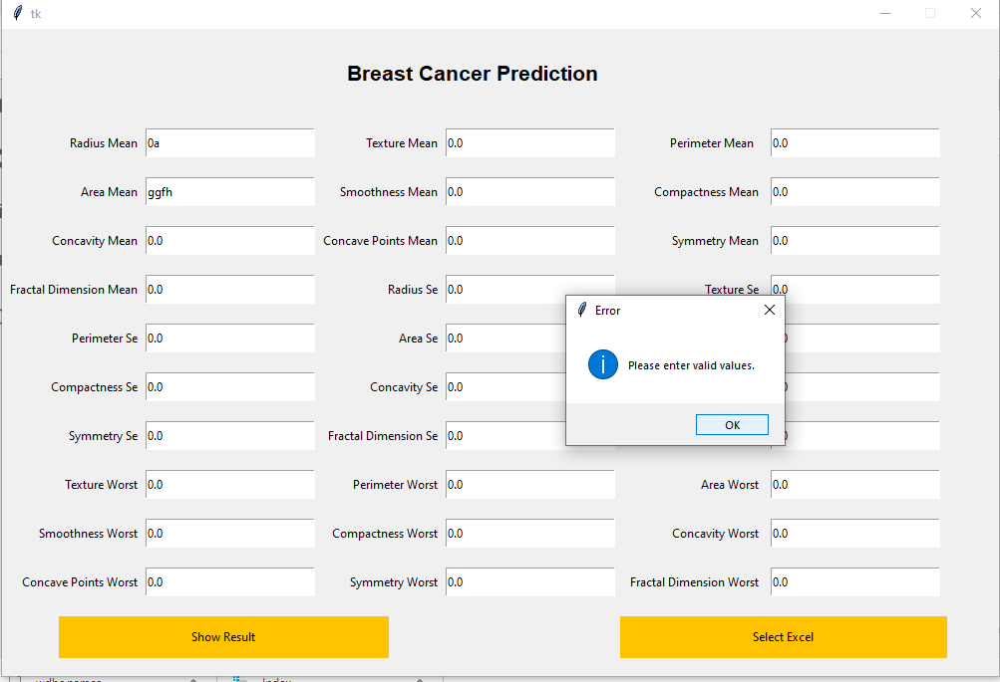 tk
Breast Cancer Prediction
Radius Mean 0a Texture Mean 0.0 Perimeter Mean 0.0
Area Mean ggfh Smoothness Mean 0.0 Compactness Mean 0.0
Concavity Mean 0.0 Concave Points Mean 0.0 Symmetry Mean 0.0
Fractal Dimension Mean 0.0 Radius Se 0.0 Texture Se 0.0
Error
Perimeter Se 0.0 Area Se 0.0
Please enter valid values.
Compactness Se 0.0 Concavity Se 0.0
OK
Symmetry Se 0.0 Fractal Dimension Se 0.0
Texture Worst 0.0 Perimeter Worst 0.0 Area Worst 0.0
Smoothness Worst 0.0 Compactness Worst 0.0 Concavity Worst 0.0
Concave Points Worst 0.0 Symmetry Worst 0.0 Fractal Dimension Worst 0.0
Show Result Select Excel